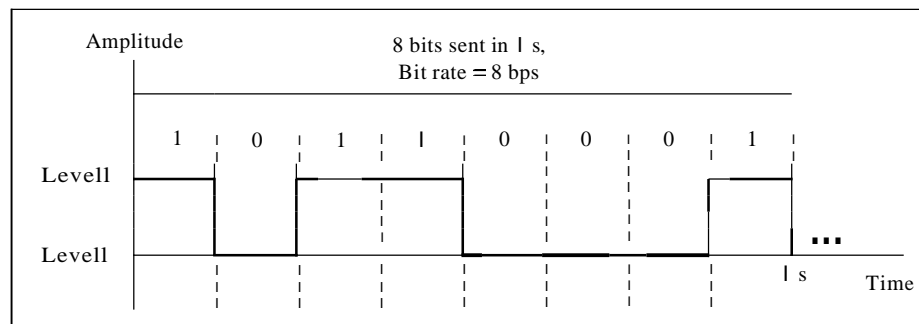 Amplitude
8 bits sent in l s,
Bit rate = 8 bps
1 0 1 l 0 0 0 1
Levell
Levell
...
l s
Time